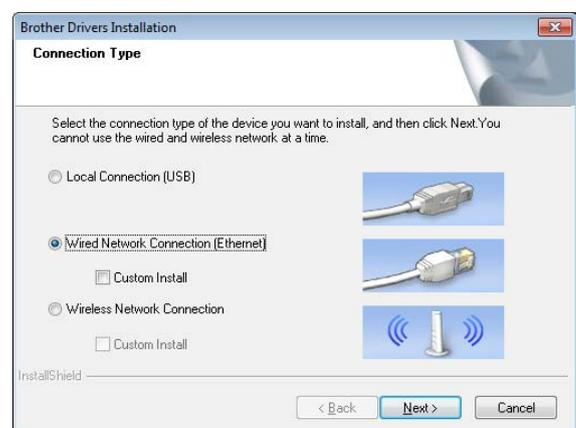 Brother Drivers Installation
Connection Type
Select the connection type of the device you want to install, and then click Next.You
cannot use the wired and wireless network at a time.
Local Connection (USB)
Wired Network Connection (Ethernet)
Custom Install
Wireless Network Connection
Custom Install
InstallShield
< Back Next > Cancel